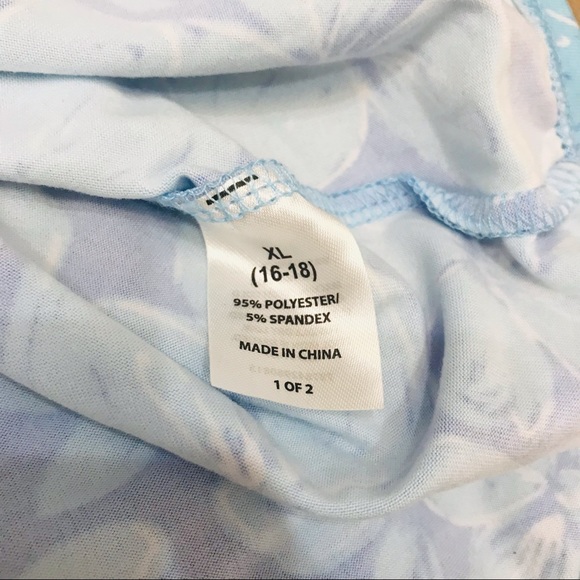 XL
(16-18)
95% POLYESTER/
5% SPANDEX
MADE IN CHINA
1 OF 2